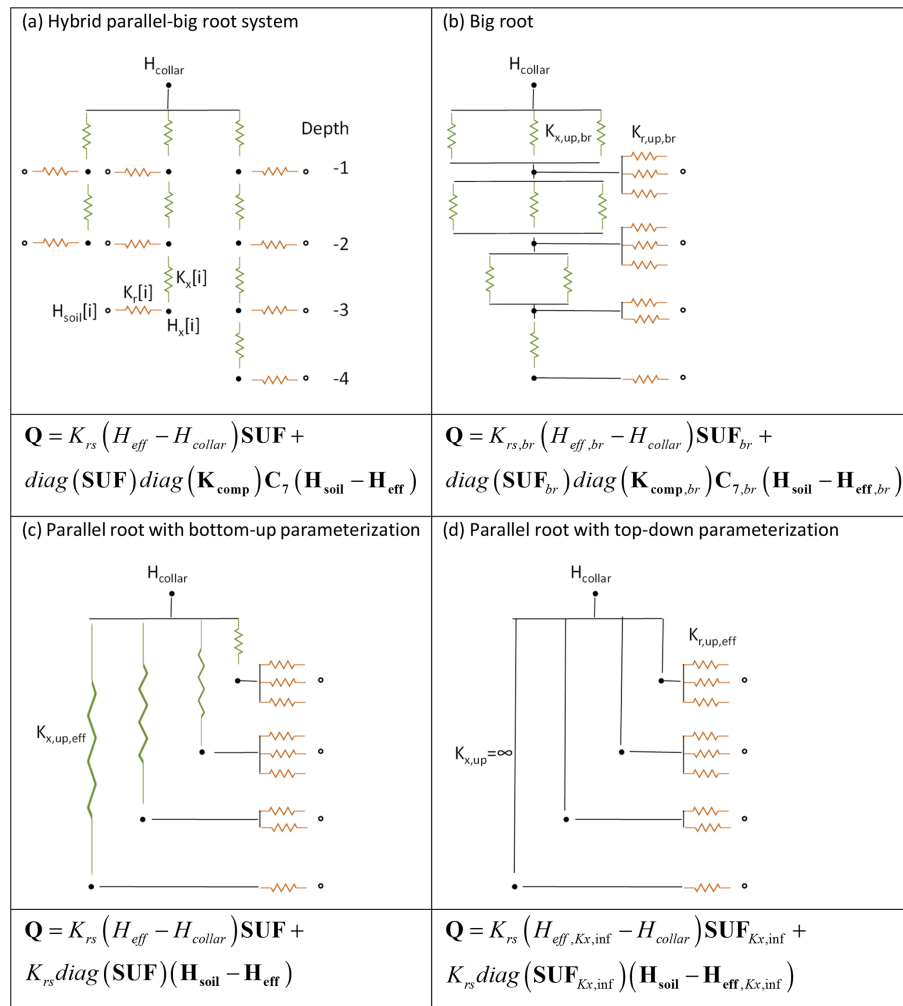 (a) Hybrid parallel-big root system
H_collar
Depth
-1
-2
K_x[i]
K_r[i]
H_soil[i]
H_x[i]
-3
-4
Q = K_rs (H_eff − H_collar) SUF +
diag(SUF) diag(K_comp) C_7 (H_soil − H_eff)
(b) Big root
H_collar
K_x,up,br
K_r,up,br
Q = K_rs,br (H_eff,br − H_collar) SUF_br +
diag(SUF_br) diag(K_comp,br) C_7,br (H_soil − H_eff,br)
(c) Parallel root with bottom-up parameterization
H_collar
K_x,up,eff
Q = K_rs (H_eff − H_collar) SUF +
K_rs diag(SUF) (H_soil − H_eff)
(d) Parallel root with top-down parameterization
H_collar
K_r,up,eff
K_x,up=∞
Q = K_rs (H_eff,Kx,inf − H_collar) SUF_Kx,inf +
K_rs diag(SUF_Kx,inf) (H_soil − H_eff,Kx,inf)